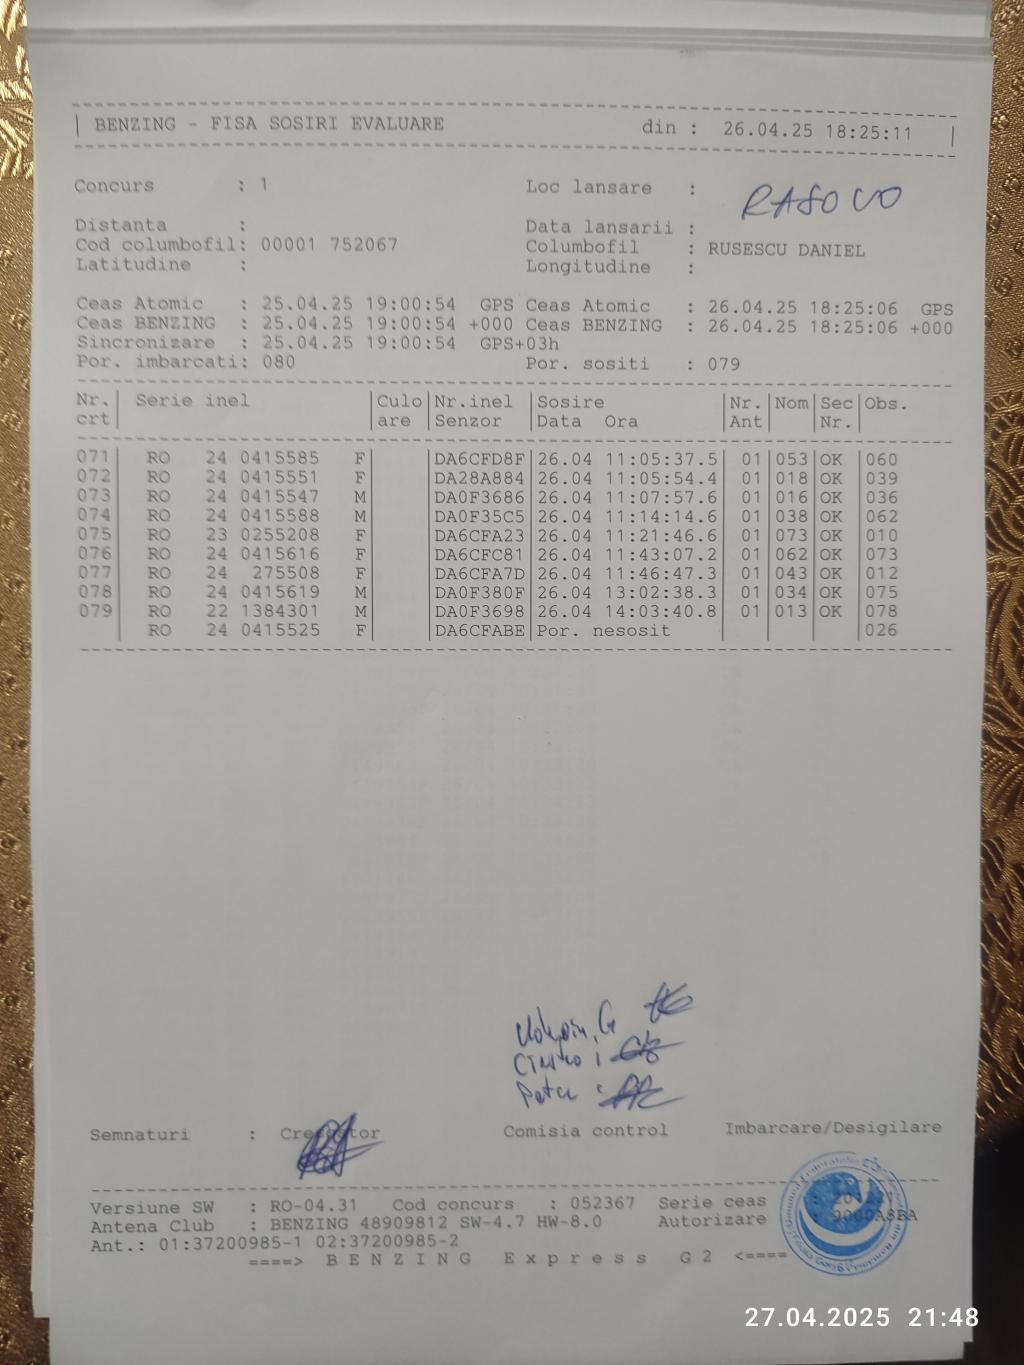 | BENZING - FISA SOSIRI EVALUARE din : 26.04.25 18:25:11 |
Concurs : 1 Loc lansare : RASOVO
Distanta : Data lansarii :
Cod columbofil: 00001 752067 Columbofil : RUSESCU DANIEL
Latitudine : Longitudine :
Ceas Atomic : 25.04.25 19:00:54 GPS Ceas Atomic : 26.04.25 18:25:06 GPS
Ceas BENZING : 25.04.25 19:00:54 +000 Ceas BENZING : 26.04.25 18:25:06 +000
Sincronizare : 25.04.25 19:00:54 GPS+03h
Por. imbarcati: 080 Por. sositi : 079
Nr.| Serie inel |Culo|Nr.inel |Sosire |Nr.|Nom|Sec|Obs.
crt| |are |Senzor |Data Ora |Ant| |Nr.|
071| RO 24 0415585 F| |DA6CFD8F|26.04 11:05:37.5| 01|053|OK |060
072| RO 24 0415551 F| |DA28A884|26.04 11:05:54.4| 01|018|OK |039
073| RO 24 0415547 M| |DA0F3686|26.04 11:07:57.6| 01|016|OK |036
074| RO 24 0415588 M| |DA0F35C5|26.04 11:14:14.6| 01|038|OK |062
075| RO 23 0255208 F| |DA6CFA23|26.04 11:21:46.6| 01|073|OK |010
076| RO 24 0415616 F| |DA6CFC81|26.04 11:43:07.2| 01|062|OK |073
077| RO 24 275508 F| |DA6CFA7D|26.04 11:46:47.3| 01|043|OK |012
078| RO 24 0415619 M| |DA0F380F|26.04 13:02:38.3| 01|034|OK |075
079| RO 22 1384301 M| |DA0F3698|26.04 14:03:40.8| 01|013|OK |078
| RO 24 0415525 F| |DA6CFABE|Por. nesosit | | | |026
Semnaturi : Crescator Comisia control Imbarcare/Desigilare
Versiune SW : RO-04.31 Cod concurs : 052367 Serie ceas :
Antena Club : BENZING 48909812 SW-4.7 HW-8.0 Autorizare :
Ant.: 01:37200985-1 02:37200985-2
====> B E N Z I N G E x p r e s s G 2 <====
27.04.2025 21:48